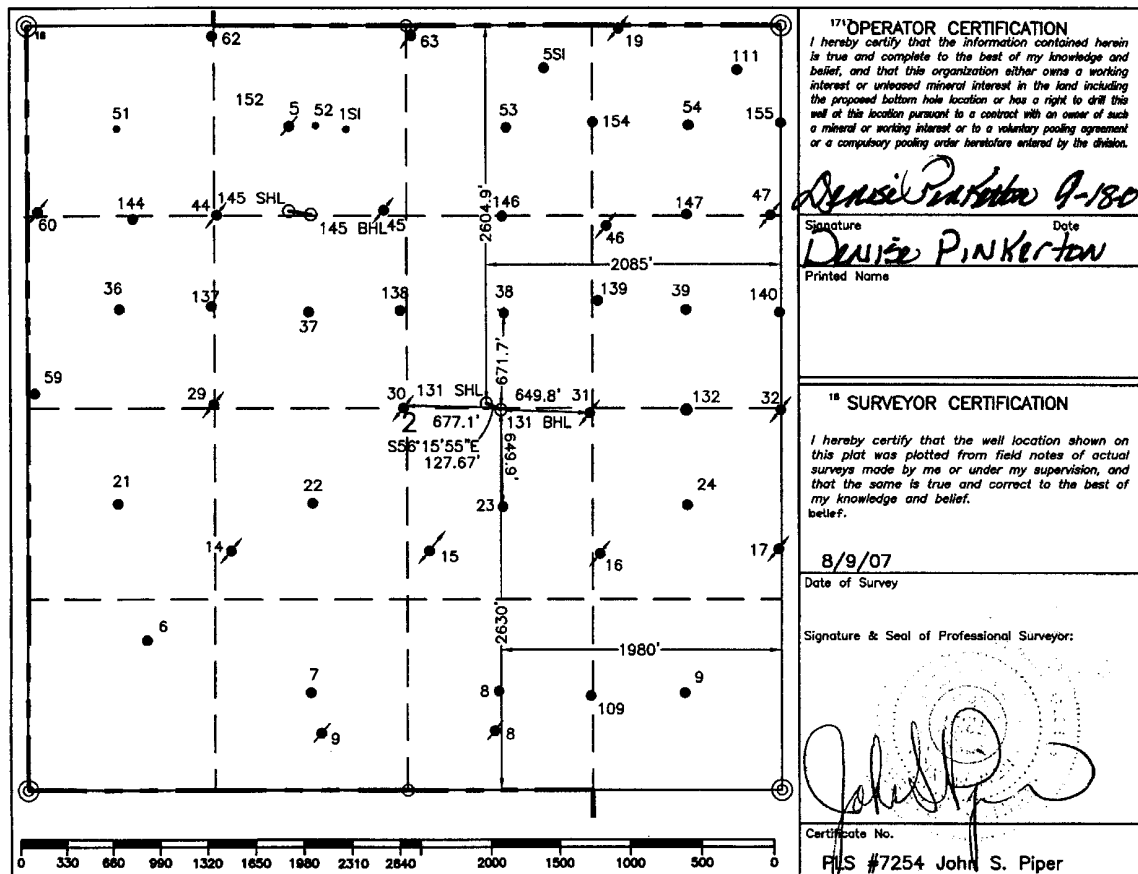 18
62
63
19
5SI
111
51
152
5
52
1SI
53
154
54
155
60
144
44
145
SHL
145 BHL
45
146
46
147
47
2604.9'
2085'
36
137
37
138
38
139
39
140
671.7'
59
29
30
131 SHL
649.8'
31
132
32
2
677.1'
131 BHL
S56°15'55"E
127.67'
649.9'
21
22
23
24
14
15
16
17
2630'
6
1980'
7
8
109
9
9
8
0 330 660 990 1320 1650 1980 2310 2640 2000 1500 1000 500 0
1717 OPERATOR CERTIFICATION
I hereby certify that the information contained herein
is true and complete to the best of my knowledge and
belief, and that this organization either owns a working
interest or unleased mineral interest in the land including
the proposed bottom hole location or has a right to drill this
well at this location pursuant to a contract with an owner of such
a mineral or working interest or to a voluntary pooling agreement
or a compulsory pooling order heretofore entered by the division.
Denise Pinkerton 9-18-0
Signature Date
DENISE PINKERTON
Printed Name
18 SURVEYOR CERTIFICATION
I hereby certify that the well location shown on
this plat was plotted from field notes of actual
surveys made by me or under my supervision, and
that the same is true and correct to the best of
my knowledge and belief.
belief.
8/9/07
Date of Survey
Signature & Seal of Professional Surveyor:
John S Piper
Certificate No.
PLS #7254 John S. Piper